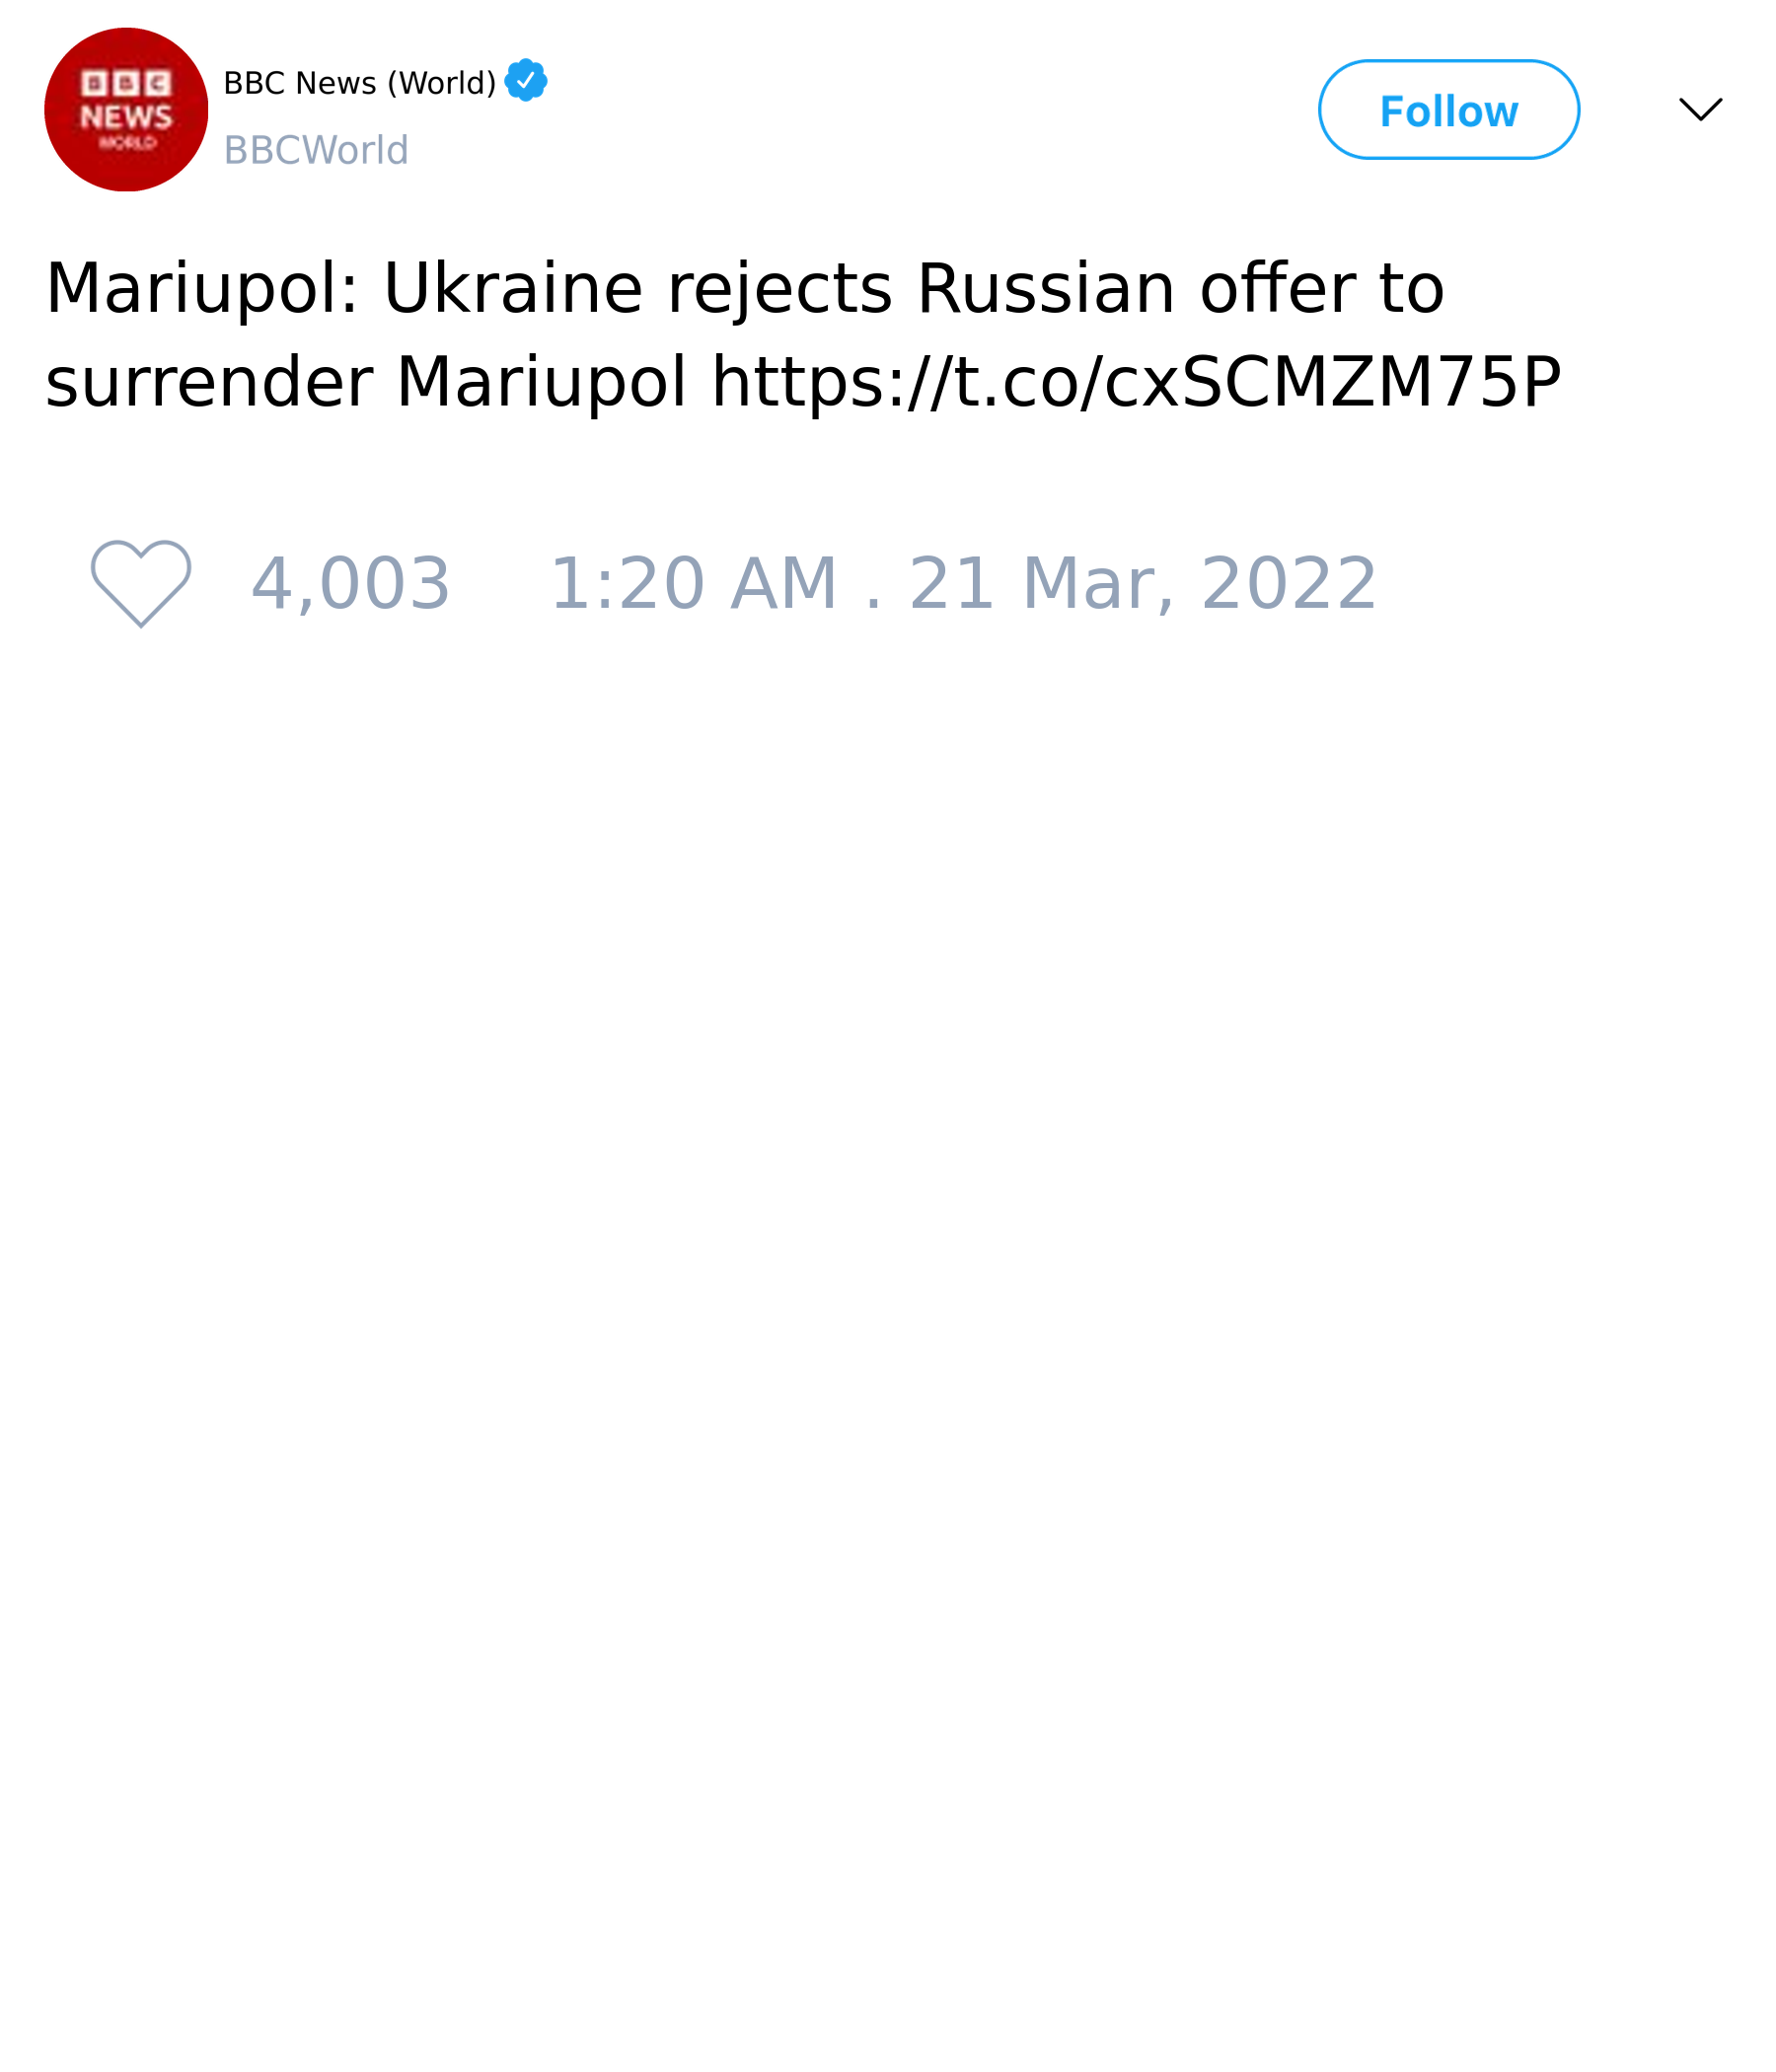 BBC
NEWS
WORLD
BBC News (World)
BBCWorld
Follow
Mariupol: Ukraine rejects Russian offer to
surrender Mariupol https://t.co/cxSCMZM75P
4,003 1:20 AM . 21 Mar, 2022